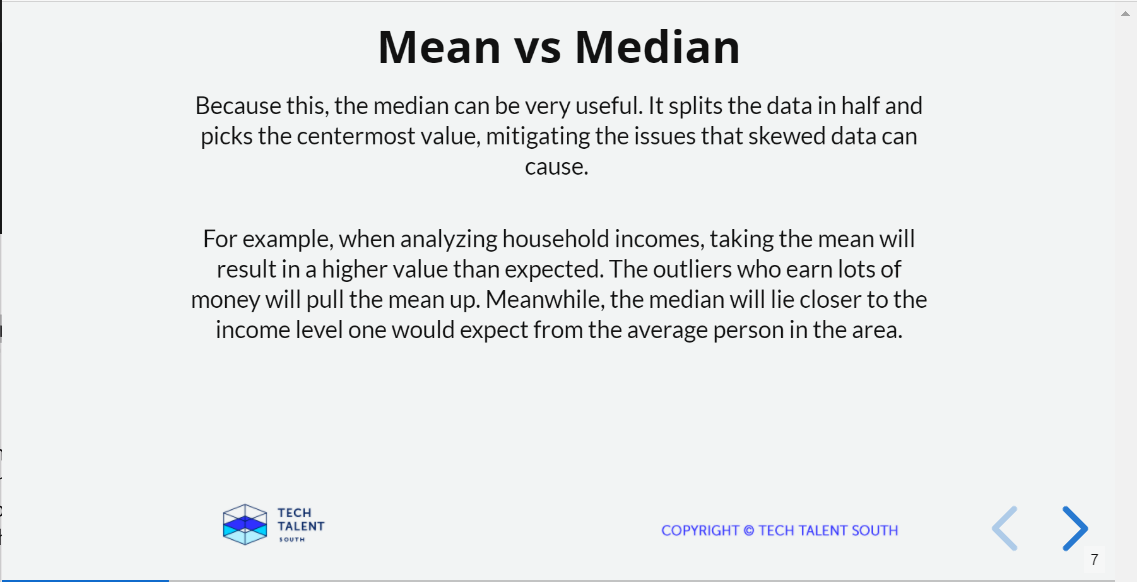 Mean vs Median
Because this, the median can be very useful. It splits the data in half and
picks the centermost value, mitigating the issues that skewed data can
cause.
For example, when analyzing household incomes, taking the mean will
result in a higher value than expected. The outliers who earn lots of
money will pull the mean up. Meanwhile, the median will lie closer to the
income level one would expect from the average person in the area.
TECH
TALENT
SOUTH
COPYRIGHT © TECH TALENT SOUTH
7